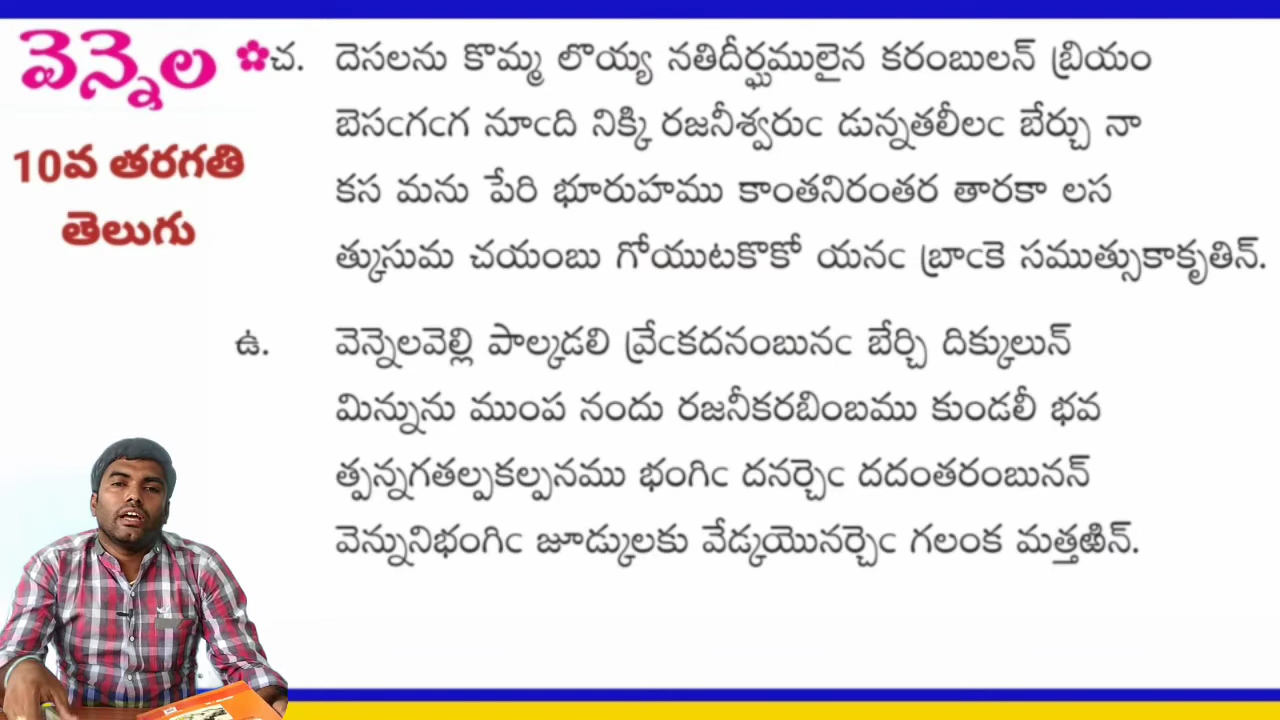 వెన్నెల
10వ తరగతి
తెలుగు
✿చ. దెసలను కొమ్మ లొయ్య నతిదీర్ఘములైన కరంబులన్ బ్రియం
బెసఁగఁగ నూఁది నిక్కి రజనీశ్వరుఁ డున్నతలీలఁ బేర్చు నా
కస మను పేరి భూరుహము కాంతనిరంతర తారకా లస
త్కుసుమ చయంబు గోయుటకొకో యనఁ బ్రాఁకె సముత్సుకాకృతిన్.
ఉ. వెన్నెలవెల్లి పాల్కడలి వ్రేఁకదనంబునఁ బేర్చి దిక్కులున్
మిన్నును ముంప నందు రజనీకరబింబము కుండలీ భవ
త్పన్నగతల్పకల్పనము భంగిఁ దనర్చెఁ దదంతరంబునన్
వెన్నునిభంగిఁ జూడ్కులకు వేడ్కయొనర్చెఁ గలంక మత్తఱిన్.